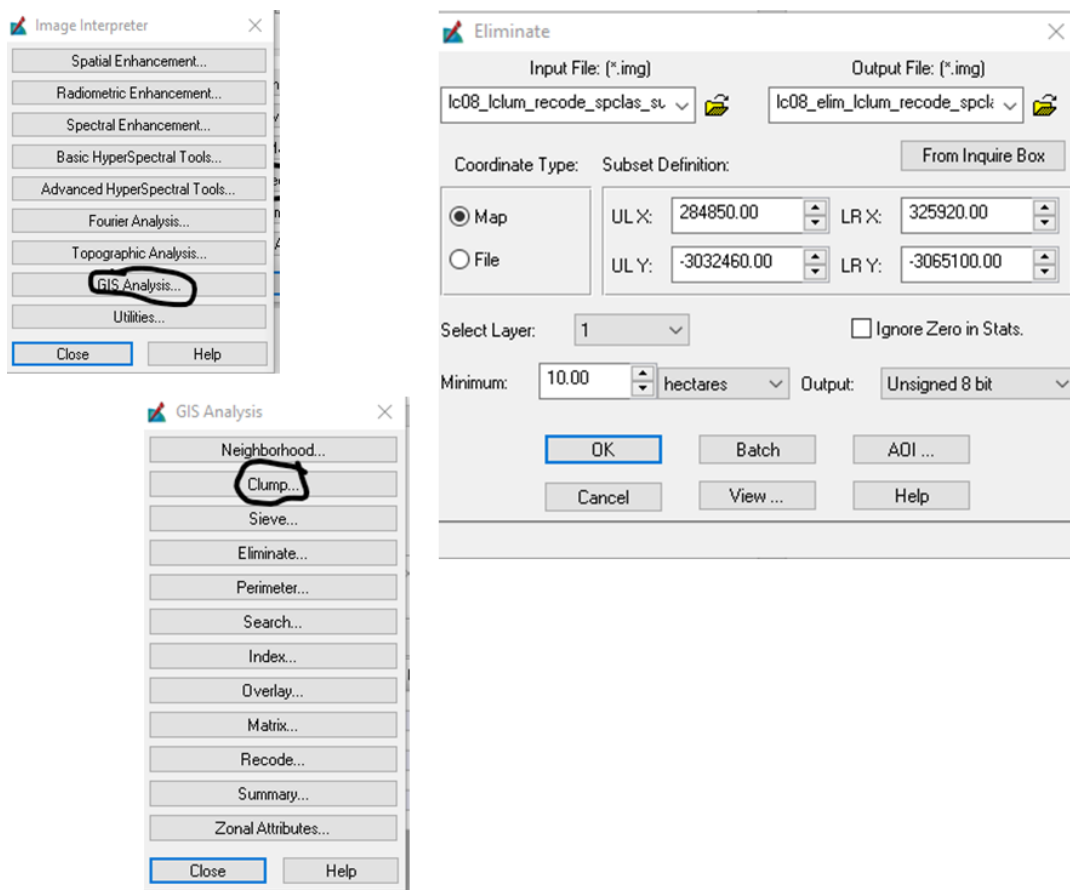 Image Interpreter
Spatial Enhancement...
Radiometric Enhancement...
Spectral Enhancement...
Basic HyperSpectral Tools...
Advanced HyperSpectral Tools...
Fourier Analysis...
Topographic Analysis...
GIS Analysis...
Utilities...
Close Help
GIS Analysis
Neighborhood...
Clump...
Sieve...
Eliminate...
Perimeter...
Search...
Index...
Overlay...
Matrix...
Recode...
Summary...
Zonal Attributes...
Close Help
Eliminate
Input File: (*.img) Output File: (*.img)
lc08_lclum_recode_spclas_su lc08_elim_lclum_recode_spcla
Coordinate Type: Subset Definition: From Inquire Box
Map ULX: 284850.00 LRX: 325920.00
File UL Y: -3032460.00 LR Y: -3065100.00
Select Layer: 1 Ignore Zero in Stats.
Minimum: 10.00 hectares Output: Unsigned 8 bit
OK Batch AOI ...
Cancel View ... Help